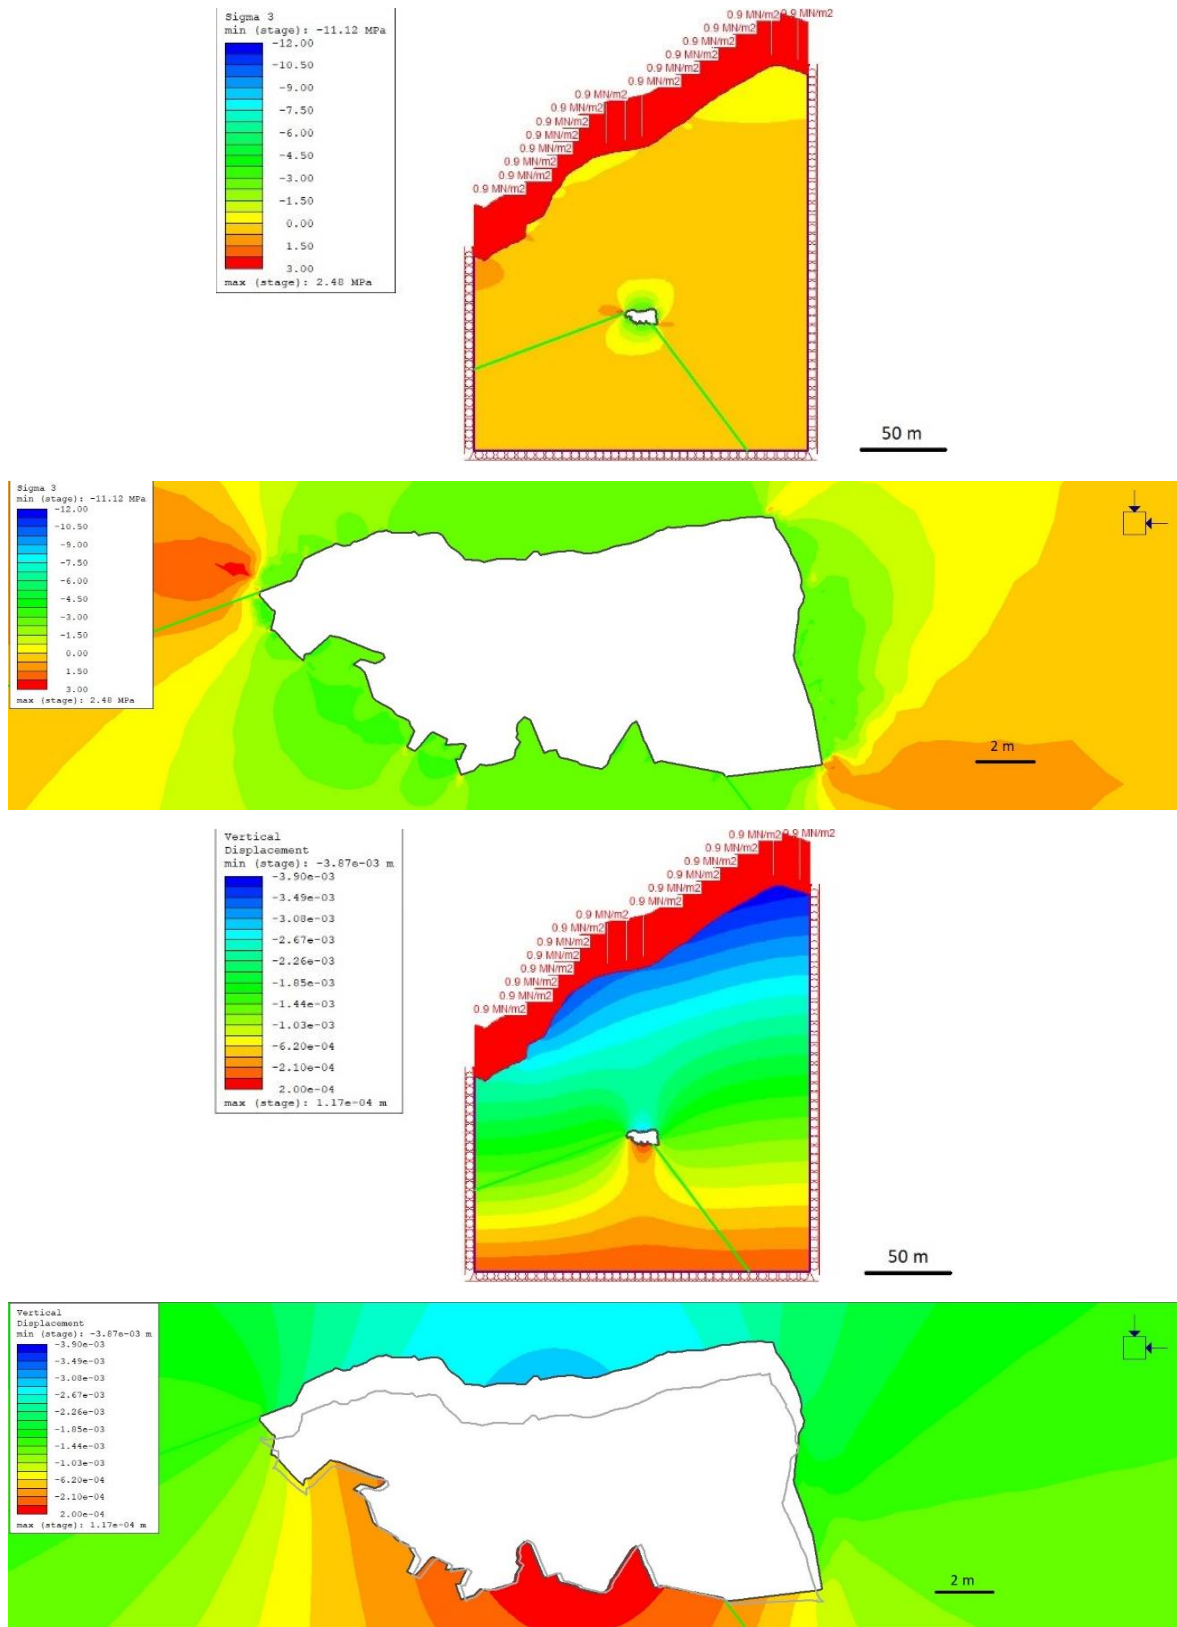 Sigma 3
min (stage): -11.12 MPa
-12.00
-10.50
-9.00
-7.50
-6.00
-4.50
-3.00
-1.50
0.00
1.50
3.00
max (stage): 2.48 MPa
0.9 MN/m2 0.9 MN/m2
0.9 MN/m2
0.9 MN/m2
0.9 MN/m2
0.9 MN/m2
0.9 MN/m2
0.9 MN/m2
0.9 MN/m2
0.9 MN/m2
0.9 MN/m2
0.9 MN/m2
0.9 MN/m2
0.9 MN/m2
50 m
Sigma 3
min (stage): -11.12 MPa
-12.00
-10.50
-9.00
-7.50
-6.00
-4.50
-3.00
-1.50
0.00
1.50
3.00
max (stage): 2.48 MPa
2 m
Vertical
Displacement
min (stage): -3.87e-03 m
-3.90e-03
-3.49e-03
-3.08e-03
-2.67e-03
-2.26e-03
-1.85e-03
-1.44e-03
-1.03e-03
-6.20e-04
-2.10e-04
2.00e-04
max (stage): 1.17e-04 m
0.9 MN/m2 0.9 MN/m2
0.9 MN/m2
0.9 MN/m2
0.9 MN/m2
0.9 MN/m2
0.9 MN/m2
0.9 MN/m2
0.9 MN/m2
0.9 MN/m2
0.9 MN/m2
0.9 MN/m2
0.9 MN/m2
0.9 MN/m2
50 m
Vertical
Displacement
min (stage): -3.87e-03 m
-3.90e-03
-3.49e-03
-3.08e-03
-2.67e-03
-2.26e-03
-1.85e-03
-1.44e-03
-1.03e-03
-6.20e-04
-2.10e-04
2.00e-04
max (stage): 1.17e-04 m
2 m